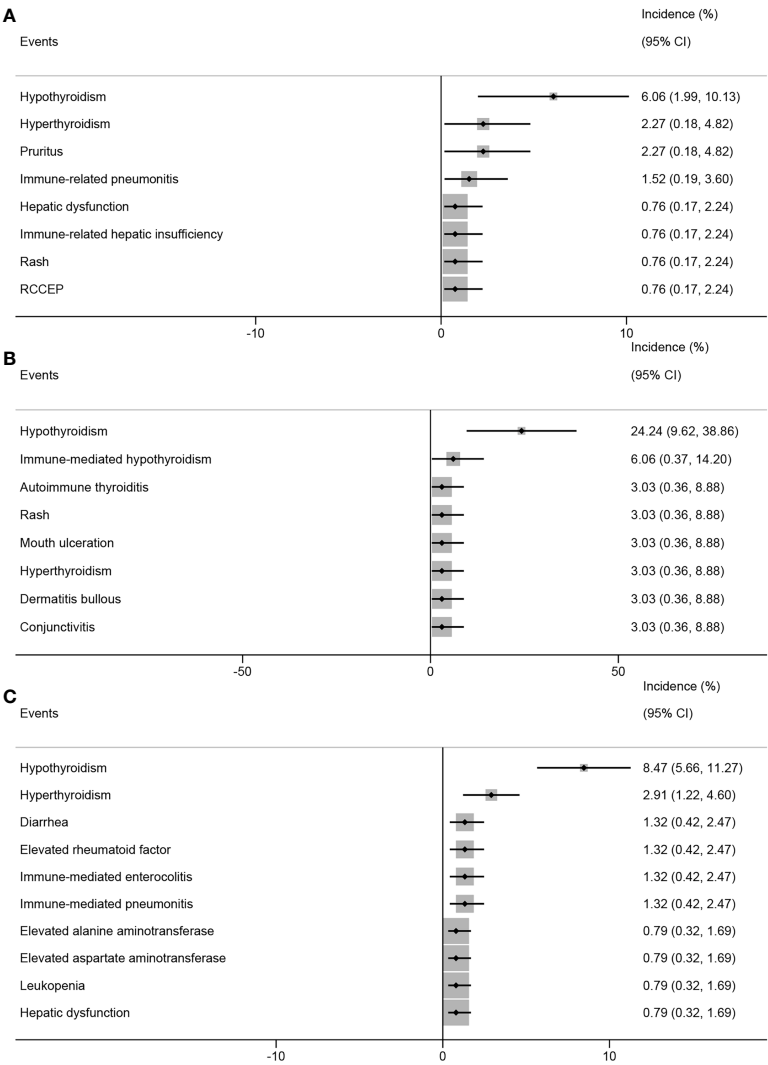 A
Incidence (%)
Events (95% CI)
Hypothyroidism 6.06 (1.99, 10.13)
Hyperthyroidism 2.27 (0.18, 4.82)
Pruritus 2.27 (0.18, 4.82)
Immune-related pneumonitis 1.52 (0.19, 3.60)
Hepatic dysfunction 0.76 (0.17, 2.24)
Immune-related hepatic insufficiency 0.76 (0.17, 2.24)
Rash 0.76 (0.17, 2.24)
RCCEP 0.76 (0.17, 2.24)
-10 0 10
B
Incidence (%)
Events (95% CI)
Hypothyroidism 24.24 (9.62, 38.86)
Immune-mediated hypothyroidism 6.06 (0.37, 14.20)
Autoimmune thyroiditis 3.03 (0.36, 8.88)
Rash 3.03 (0.36, 8.88)
Mouth ulceration 3.03 (0.36, 8.88)
Hyperthyroidism 3.03 (0.36, 8.88)
Dermatitis bullous 3.03 (0.36, 8.88)
Conjunctivitis 3.03 (0.36, 8.88)
-50 0 50
C
Incidence (%)
Events (95% CI)
Hypothyroidism 8.47 (5.66, 11.27)
Hyperthyroidism 2.91 (1.22, 4.60)
Diarrhea 1.32 (0.42, 2.47)
Elevated rheumatoid factor 1.32 (0.42, 2.47)
Immune-mediated enterocolitis 1.32 (0.42, 2.47)
Immune-mediated pneumonitis 1.32 (0.42, 2.47)
Elevated alanine aminotransferase 0.79 (0.32, 1.69)
Elevated aspartate aminotransferase 0.79 (0.32, 1.69)
Leukopenia 0.79 (0.32, 1.69)
Hepatic dysfunction 0.79 (0.32, 1.69)
-10 0 10